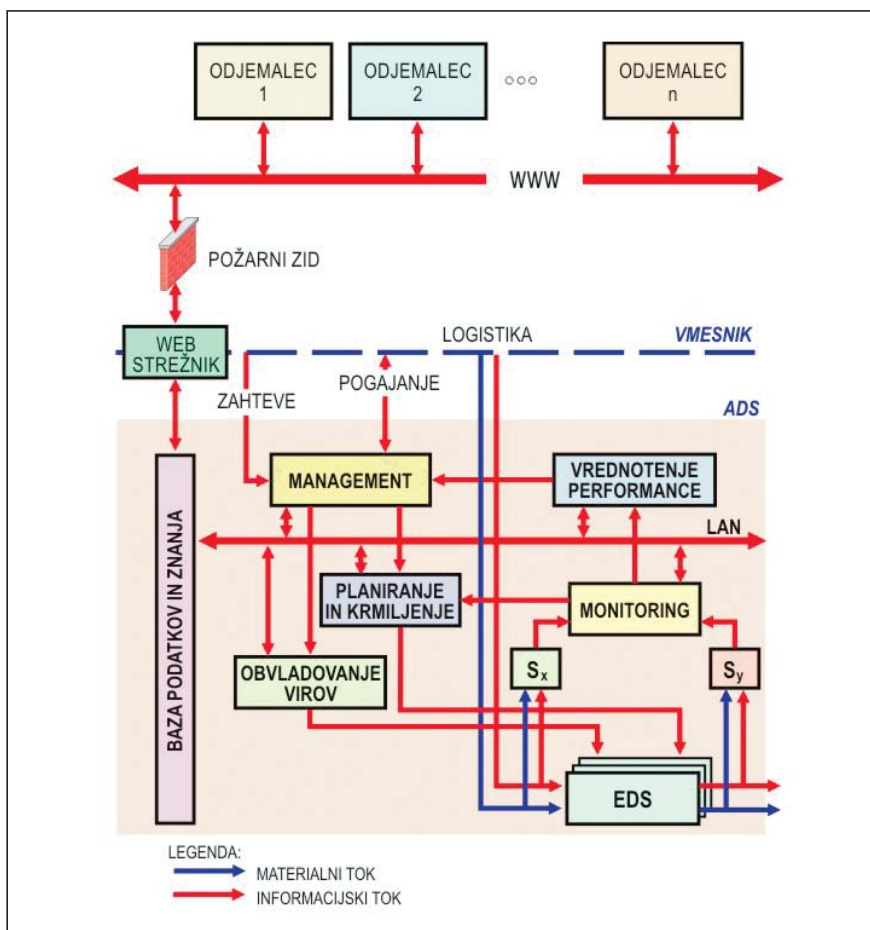 ODJEMALEC
1
ODJEMALEC
2
ODJEMALEC
n
WWW
POŽARNI ZID
WEB
STREŽNIK
LOGISTIKA
VMESNIK
ZAHTEVE
POGAJANJE
ADS
BAZA PODATKOV IN ZNANJA
MANAGEMENT
VREDNOTENJE
PERFORMANCE
LAN
PLANIRANJE
IN KRMILJENJE
MONITORING
OBVLADOVANJE
VIROV
Sx
Sy
EDS
LEGENDA:
MATERIALNI TOK
INFORMACIJSKI TOK